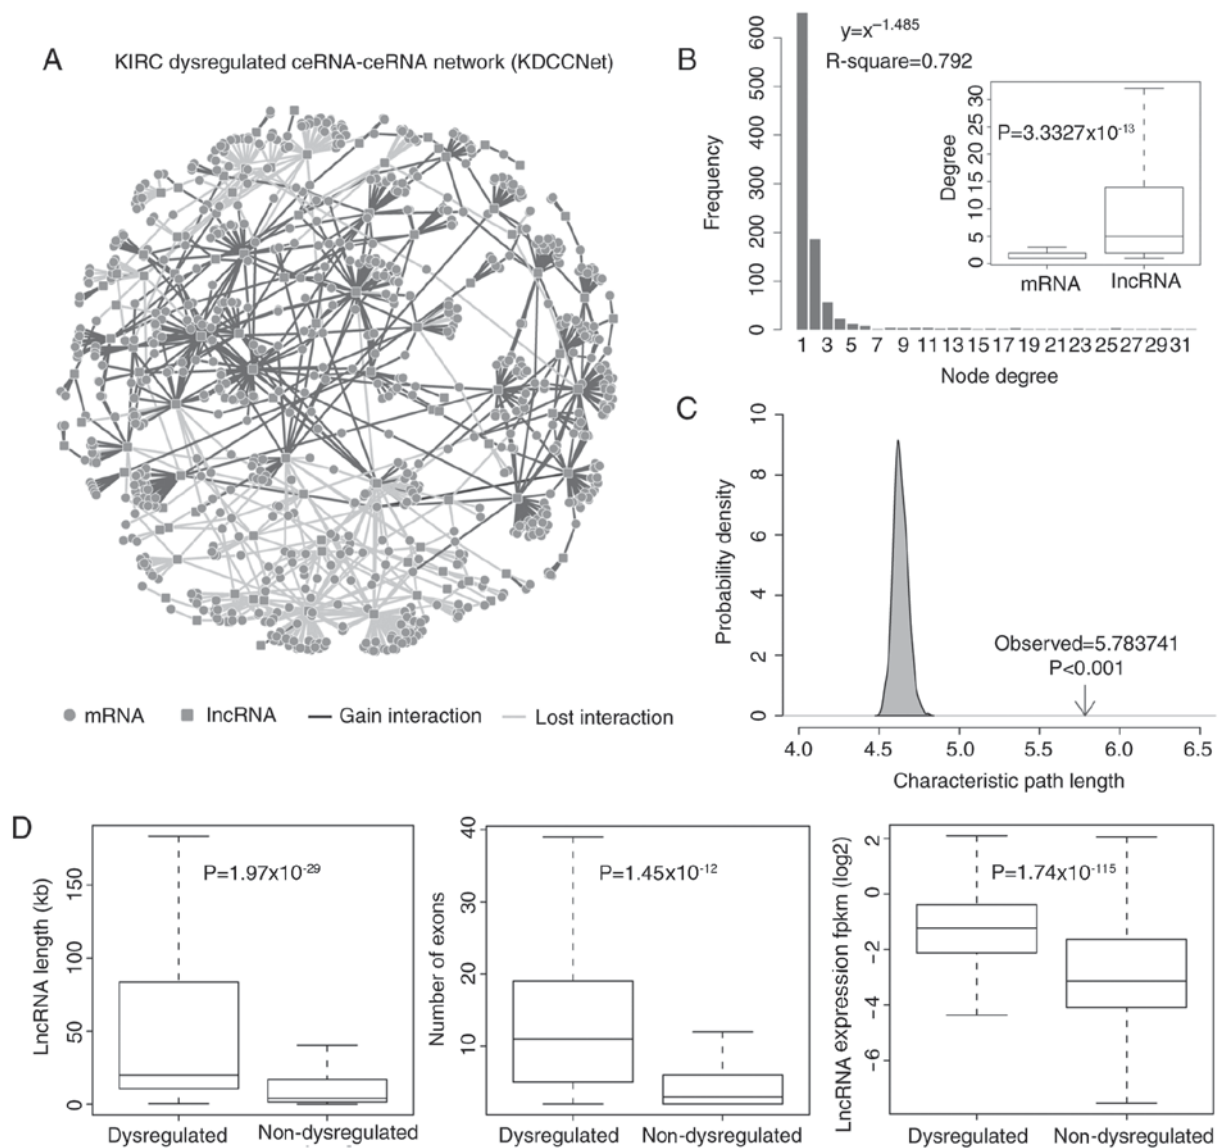 A
KIRC dysregulated ceRNA-ceRNA network (KDCCNet)
mRNA
lncRNA
Gain interaction
Lost interaction
B
y=x^-1.485
R-square=0.792
Frequency
600
500
400
300
200
100
0
1 3 5 7 9 11 13 15 17 19 21 23 25 27 29 31
Node degree
P=3.3327x10^-13
Degree
30
25
20
15
10
5
0
mRNA
lncRNA
C
Probability density
10
8
6
4
2
0
Observed=5.783741
P<0.001
4.0 4.5 5.0 5.5 6.0 6.5
Characteristic path length
D
LncRNA length (kb)
150
100
50
0
P=1.97x10^-29
Dysregulated
Non-dysregulated
Number of exons
40
30
20
10
P=1.45x10^-12
Dysregulated
Non-dysregulated
LncRNA expression fpkm (log2)
2
0
-2
-4
-6
P=1.74x10^-115
Dysregulated
Non-dysregulated